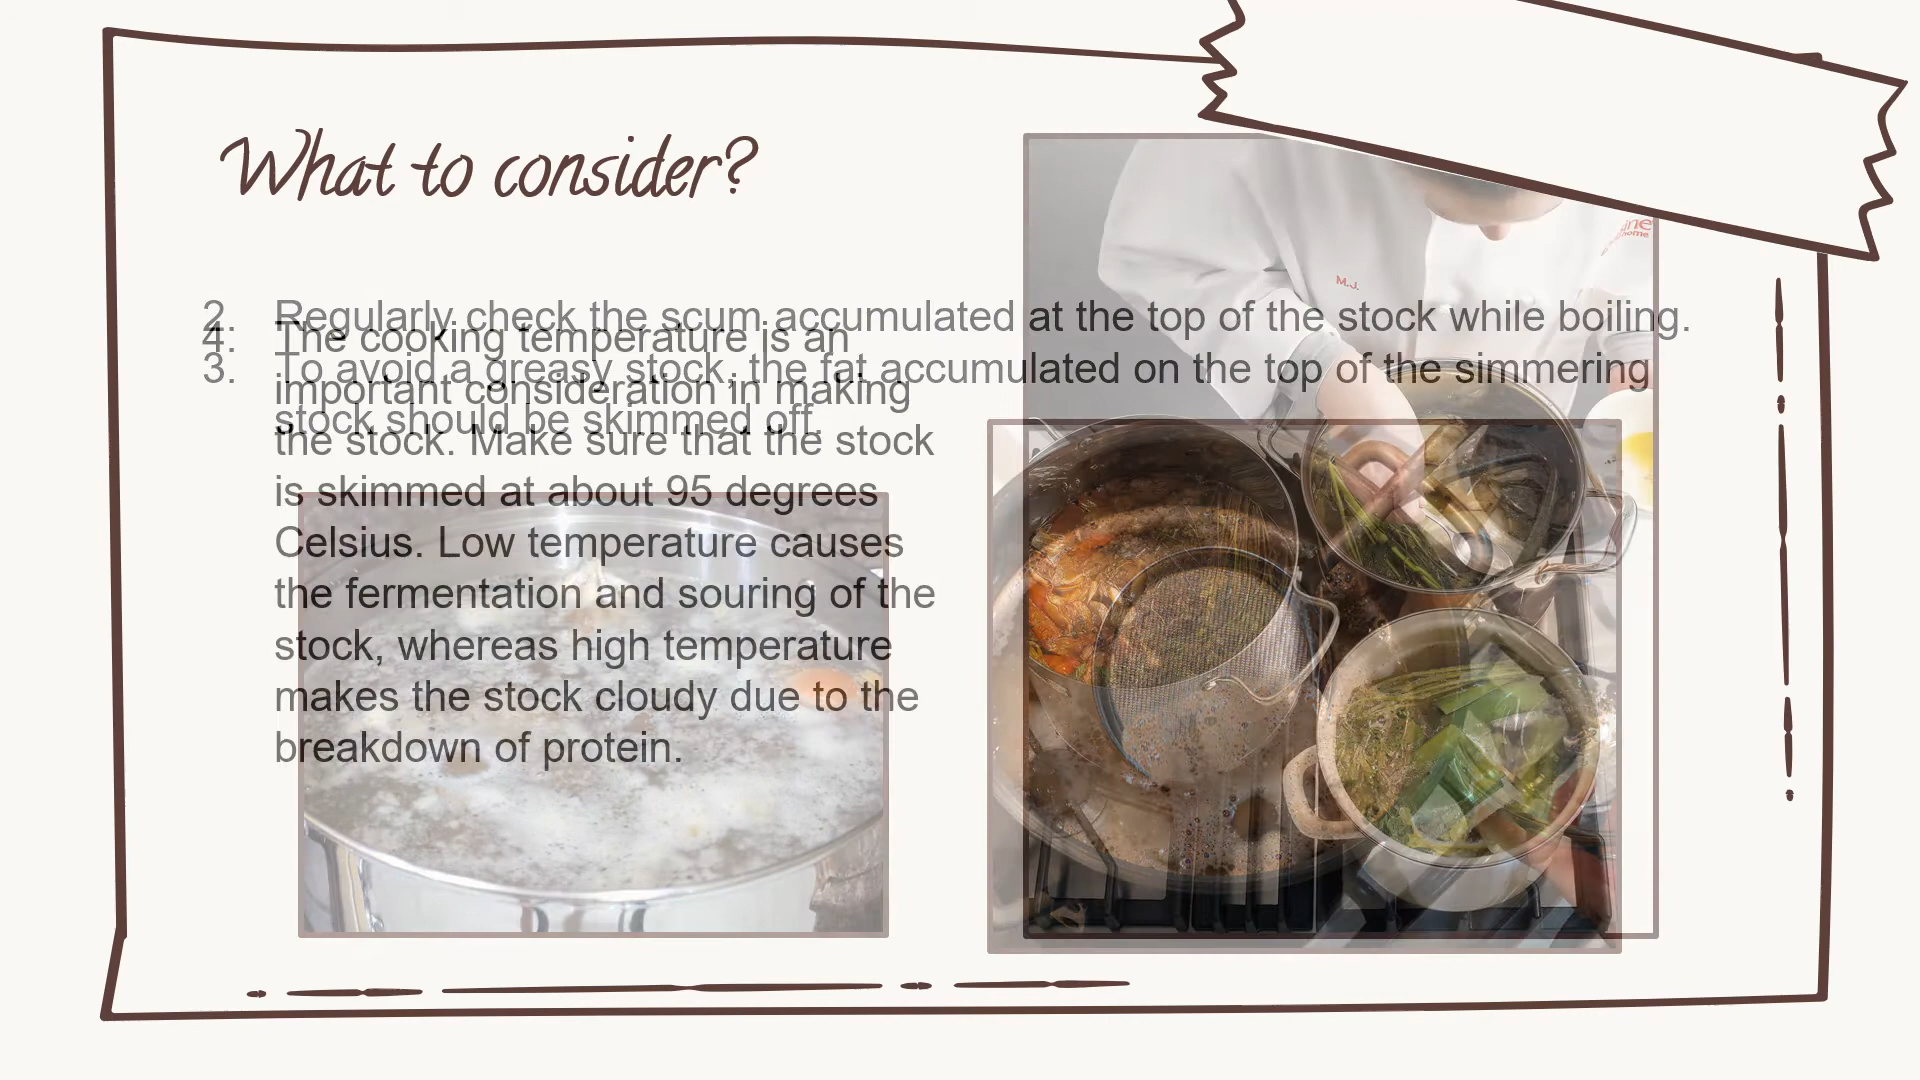 What to consider?
2. Regularly check the scum accumulated at the top of the stock while boiling.
3. To avoid a greasy stock, the fat accumulated on the top of the simmering
stock should be skimmed off.
4. The cooking temperature is an
important consideration in making
the stock. Make sure that the stock
is skimmed at about 95 degrees
Celsius. Low temperature causes
the fermentation and souring of the
stock, whereas high temperature
makes the stock cloudy due to the
breakdown of protein.
M.J.
home